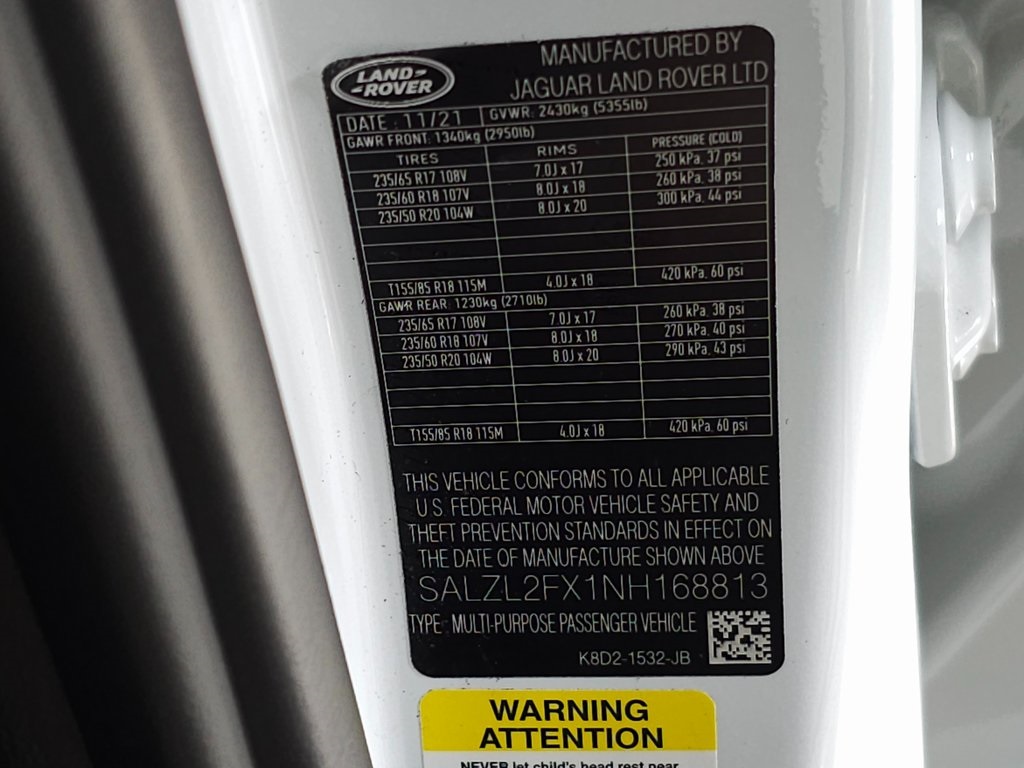 LAND-
-ROVER
MANUFACTURED BY
JAGUAR LAND ROVER LTD
DATE : 11/21 GVWR: 2430kg (5355lb)
GAWR FRONT: 1340kg (2950lb)
TIRES RIMS PRESSURE (COLD)
235/65 R17 108V 7.0J x 17 250 kPa, 37 psi
235/60 R18 107V 8.0J x 18 260 kPa, 38 psi
235/50 R20 104W 8.0J x 20 300 kPa, 44 psi
T155/85 R18 115M 4.0J x 18 420 kPa, 60 psi
GAWR REAR: 1230kg (2710lb)
235/65 R17 108V 7.0J x 17 260 kPa, 38 psi
235/60 R18 107V 8.0J x 18 270 kPa, 40 psi
235/50 R20 104W 8.0J x 20 290 kPa, 43 psi
T155/85 R18 115M 4.0J x 18 420 kPa, 60 psi
THIS VEHICLE CONFORMS TO ALL APPLICABLE
U.S. FEDERAL MOTOR VEHICLE SAFETY AND
THEFT PREVENTION STANDARDS IN EFFECT ON
THE DATE OF MANUFACTURE SHOWN ABOVE
SALZL2FX1NH168813
TYPE: MULTI-PURPOSE PASSENGER VEHICLE
K8D2-1532-JB
WARNING
ATTENTION
NEVER let child's head rest near